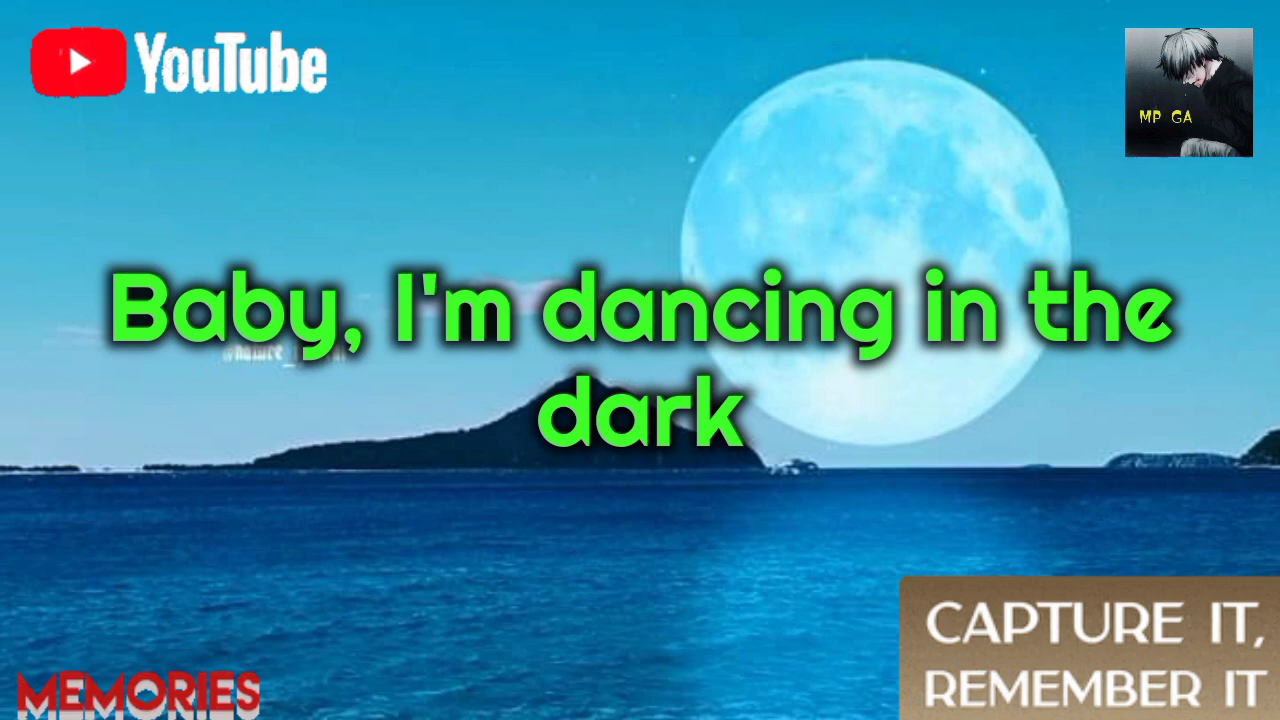 YouTube
MP GA
Baby, I'm dancing in the
dark
CAPTURE IT,
REMEMBER IT
MEMORIES